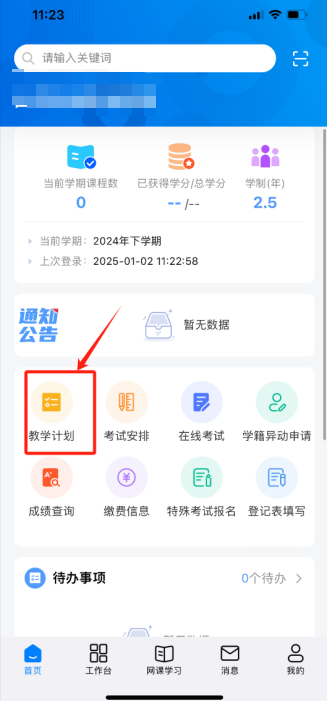 11:23
请输入关键词
当前学期课程数 已获得学分/总学分 学制(年)
0 -- /-- 2.5
当前学期： 2024年下学期
上次登录： 2025-01-02 11:22:58
通知
公告
暂无数据
教学计划 考试安排 在线考试 学籍异动申请
成绩查询 缴费信息 特殊考试报名 登记表填写
待办事项 0个待办
首页 工作台 网课学习 消息 我的